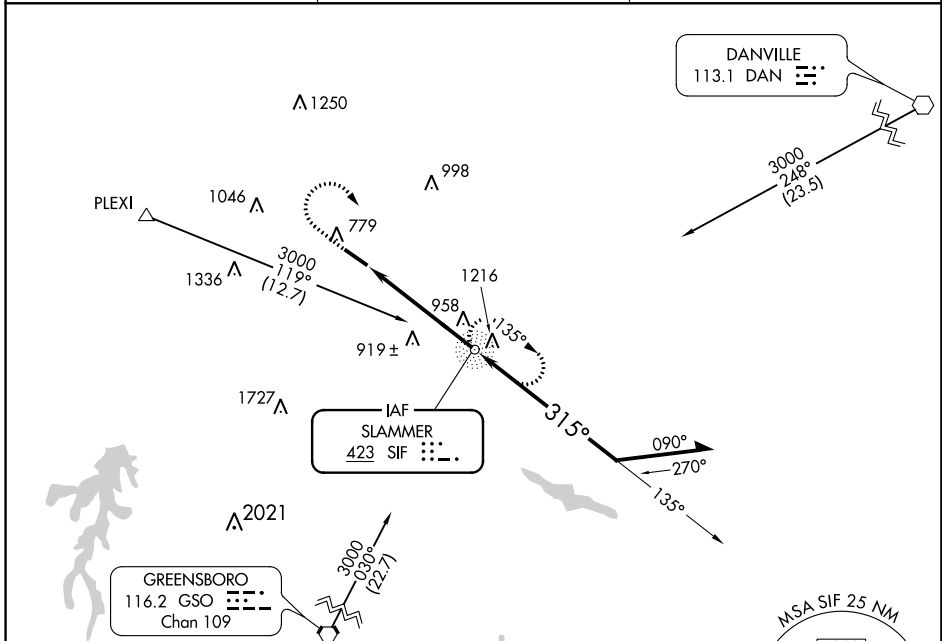 DANVILLE
113.1 DAN
1250
998
3000
248°
(23.5)
1046
PLEXI
779
3000
119°
(12.7)
1336
1216
958
135°
919 ±
1727
IAF
SLAMMER
423 SIF
315°
090°
270°
135°
2021
3000
030°
(22.7)
GREENSBORO
116.2 GSO
Chan 109
MSA SIF 25 NM